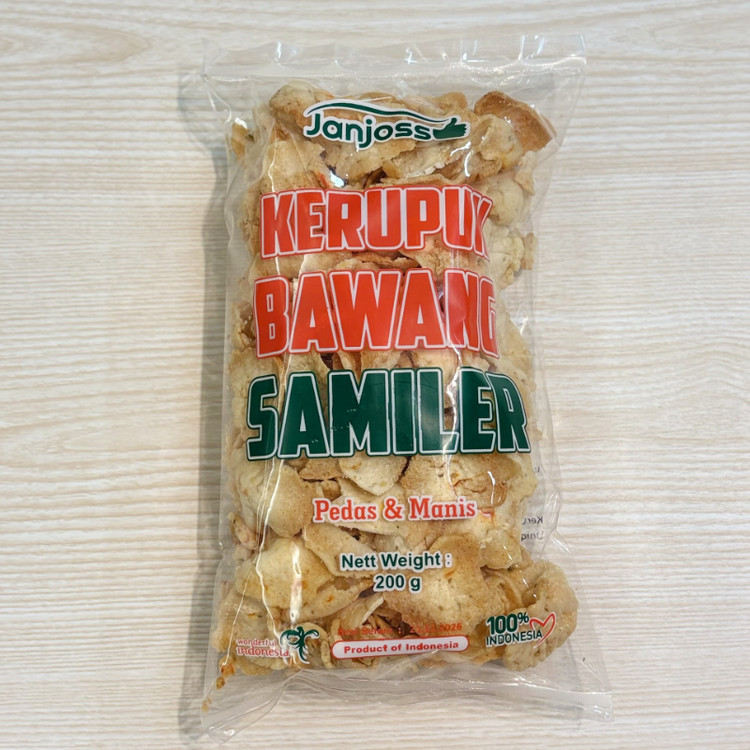 Janjoss
KERUPUK
BAWANG
SAMILER
Pedas & Manis
Nett Weight :
200 g
wonderful
indonesia
Product of Indonesia
100%
INDONESIA